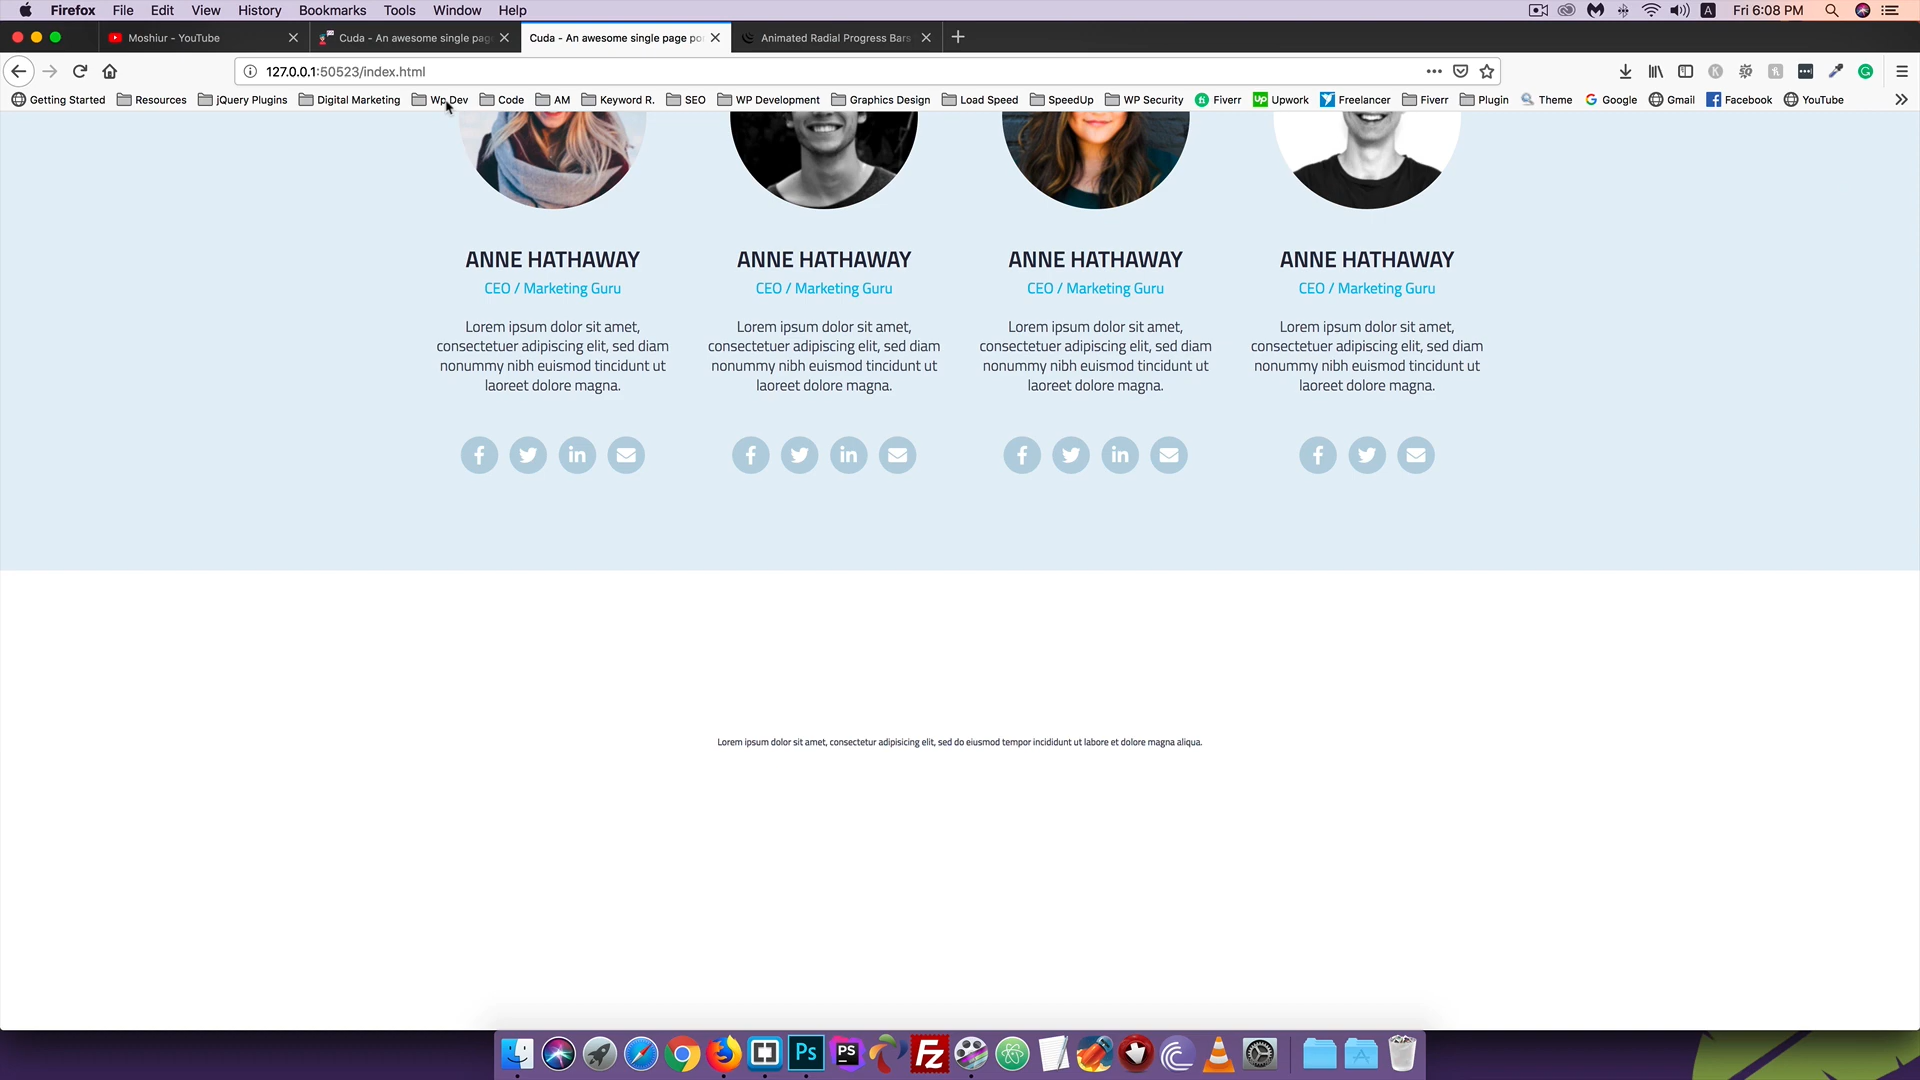 Firefox File Edit View History Bookmarks Tools Window Help A Fri 6:08 PM
Moshiur - YouTube Cuda - An awesome single pag Cuda - An awesome single page po Animated Radial Progress Bars
127.0.0.1:50523/index.html
Getting Started Resources jQuery Plugins Digital Marketing Wp Dev Code AM Keyword R. SEO WP Development Graphics Design Load Speed SpeedUp WP Security Fiverr Upwork Freelancer Fiverr Plugin Theme Google Gmail Facebook YouTube
ANNE HATHAWAY ANNE HATHAWAY ANNE HATHAWAY ANNE HATHAWAY
CEO / Marketing Guru CEO / Marketing Guru CEO / Marketing Guru CEO / Marketing Guru
Lorem ipsum dolor sit amet, Lorem ipsum dolor sit amet, Lorem ipsum dolor sit amet, Lorem ipsum dolor sit amet,
consectetuer adipiscing elit, sed diam consectetuer adipiscing elit, sed diam consectetuer adipiscing elit, sed diam consectetuer adipiscing elit, sed diam
nonummy nibh euismod tincidunt ut nonummy nibh euismod tincidunt ut nonummy nibh euismod tincidunt ut nonummy nibh euismod tincidunt ut
laoreet dolore magna. laoreet dolore magna. laoreet dolore magna. laoreet dolore magna.
Lorem ipsum dolor sit amet, consectetur adipisicing elit, sed do eiusmod tempor incididunt ut labore et dolore magna aliqua.
Ps PS FZ